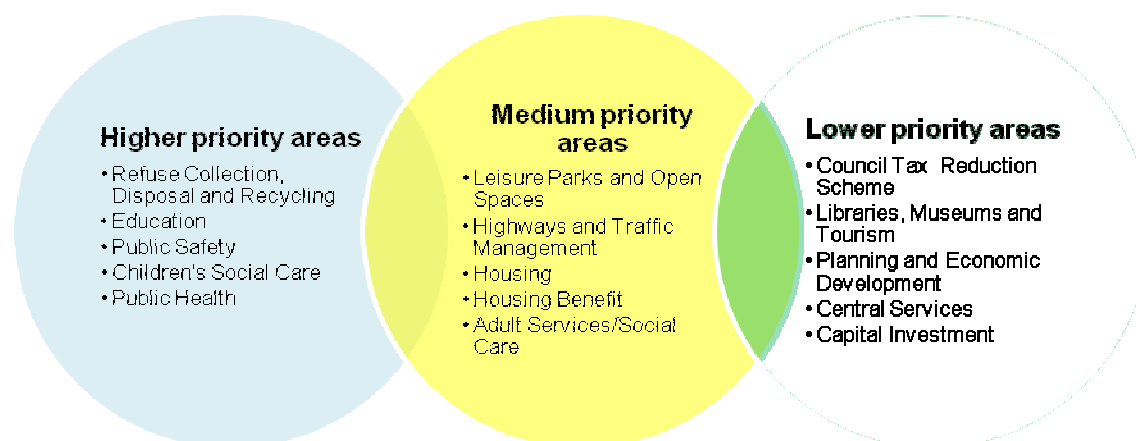 Higher priority areas
• Refuse Collection,
Disposal and Recycling
• Education
• Public Safety
• Children's Social Care
• Public Health
Medium priority
areas
• Leisure Parks and Open
Spaces
• Highways and Traffic
Management
• Housing
• Housing Benefit
• Adult Services/Social
Care
Lower priority areas
• Council Tax Reduction
Scheme
• Libraries, Museums and
Tourism
• Planning and Economic
Development
• Central Services
• Capital Investment